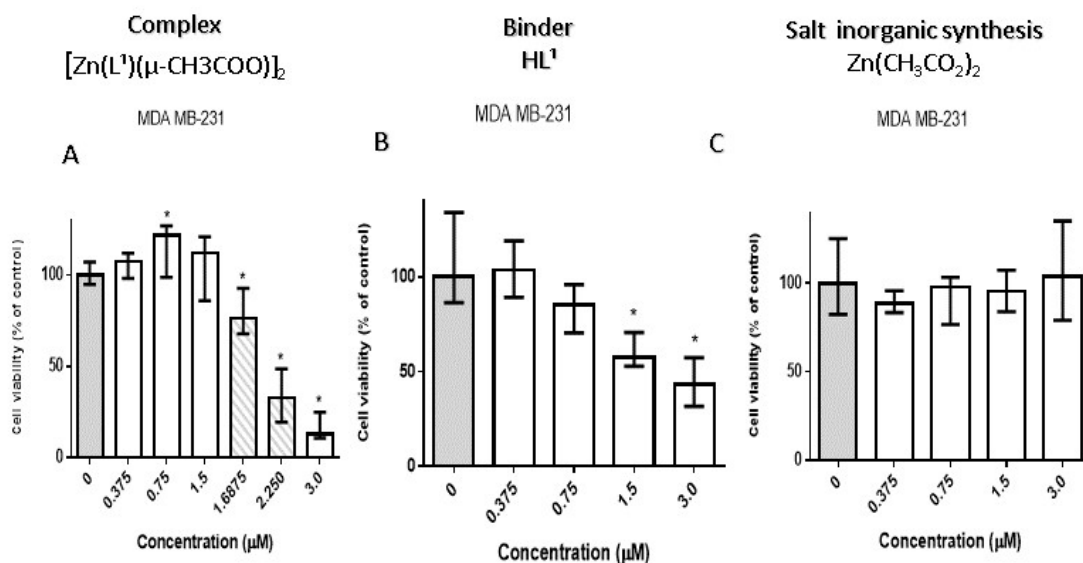 Complex
[Zn(L¹)(μ-CH3COO)]₂
MDA MB-231
A
Cell viability (% of control)
100
50
0
0
0.375
0.75
1.5
1.6875
2.250
3.0
*
*
*
*
Concentration (μM)
Binder
HL¹
MDA MB-231
B
Cell viability (% of control)
100
50
0
0
0.375
0.75
1.5
3.0
*
*
Concentration (μM)
Salt inorganic synthesis
Zn(CH₃CO₂)₂
MDA MB-231
C
Cell viability (% of control)
100
50
0
0
0.375
0.75
1.5
3.0
Concentration (μM)